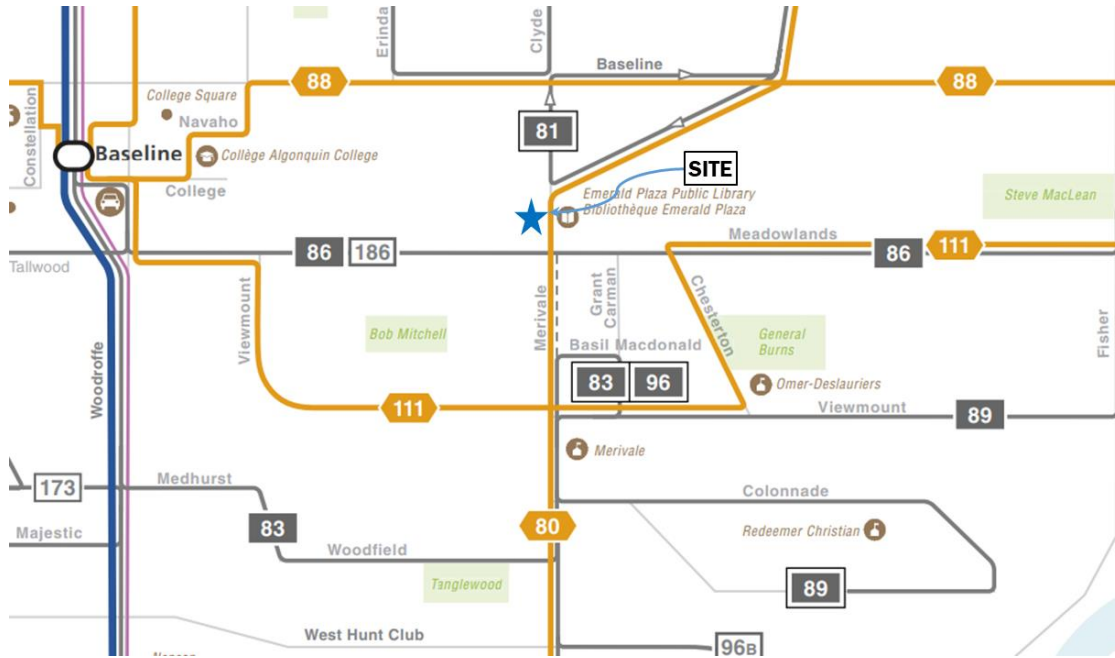 Erinda
Clyde
Baseline
88
88
College Square
Navaho
Constellation
81
Baseline
Collège Algonquin College
SITE
College
Emerald Plaza Public Library
Bibliothèque Emerald Plaza
Steve MacLean
Meadowlands
86
111
86
186
Tallwood
Viewmount
Merivale
Grant
Carman
Chesterton
Bob Mitchell
General
Burns
Fisher
Basil Macdonald
83
96
Omer-Deslauriers
Woodroffe
111
Viewmount
89
Merivale
Medhurst
173
Colonnade
83
80
Majestic
Redeemer Christian
Woodfield
Tanglewood
89
West Hunt Club
96B